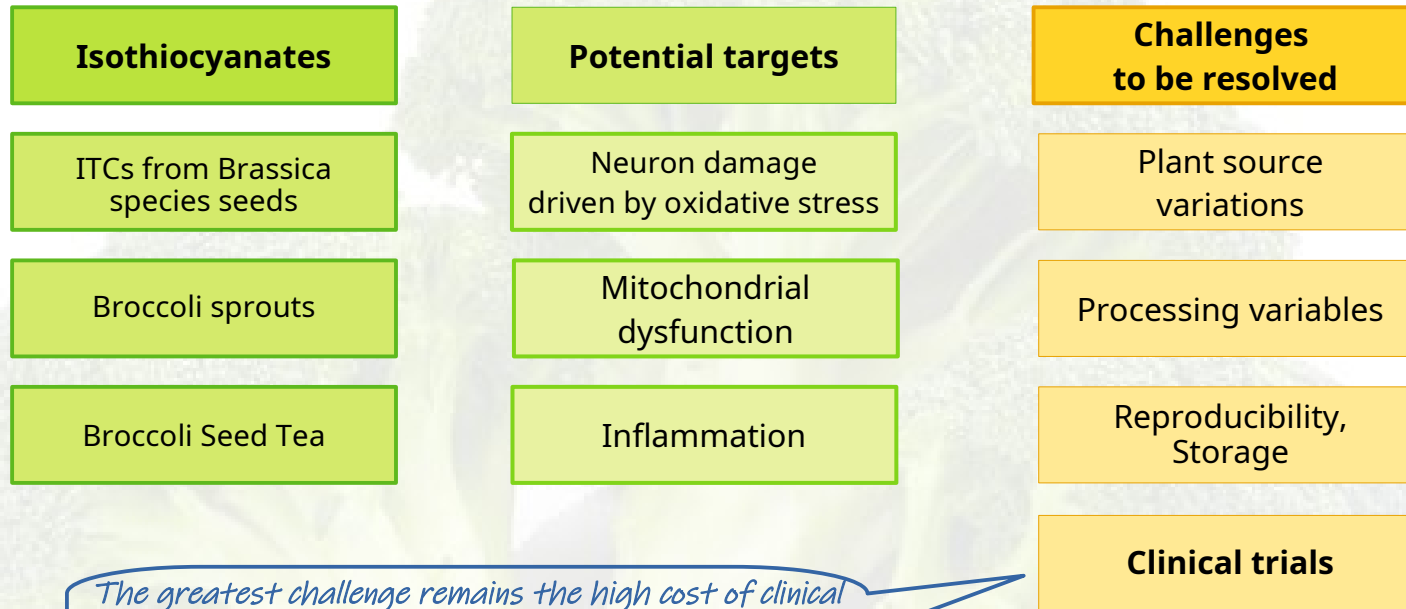 Isothiocyanates
ITCs from Brassica
species seeds
Broccoli sprouts
Broccoli Seed Tea
Potential targets
Neuron damage
driven by oxidative stress
Mitochondrial
dysfunction
Inflammation
Challenges
to be resolved
Plant source
variations
Processing variables
Reproducibility,
Storage
Clinical trials
The greatest challenge remains the high cost of clinical